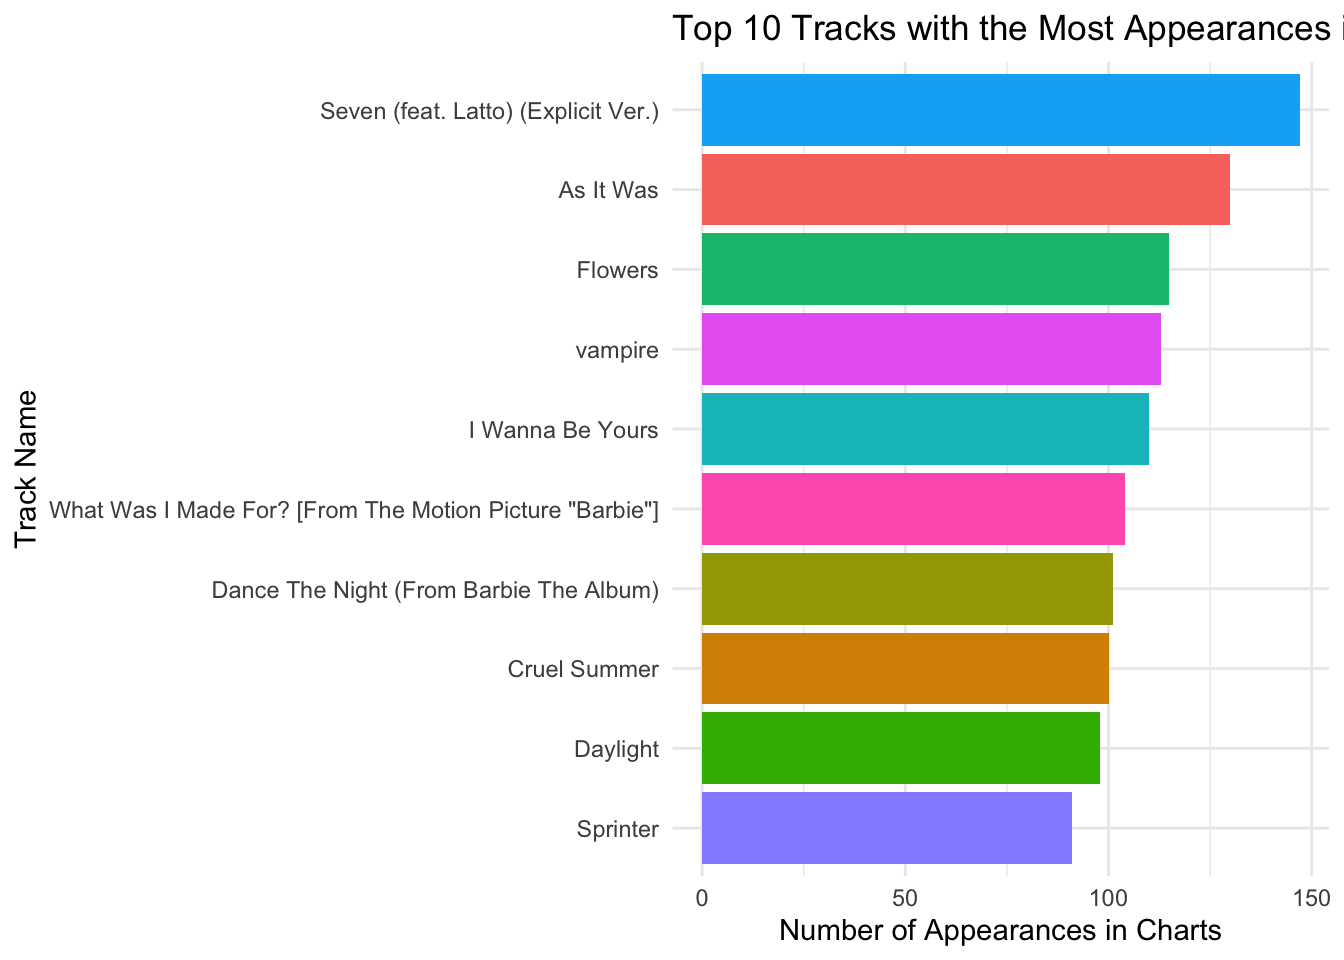 Top 10 Tracks with the Most Appearances i
Seven (feat. Latto) (Explicit Ver.)
As It Was
Flowers
vampire
I Wanna Be Yours
What Was I Made For? [From The Motion Picture "Barbie"]
Dance The Night (From Barbie The Album)
Cruel Summer
Daylight
Sprinter
Track Name
0 50 100 150
Number of Appearances in Charts